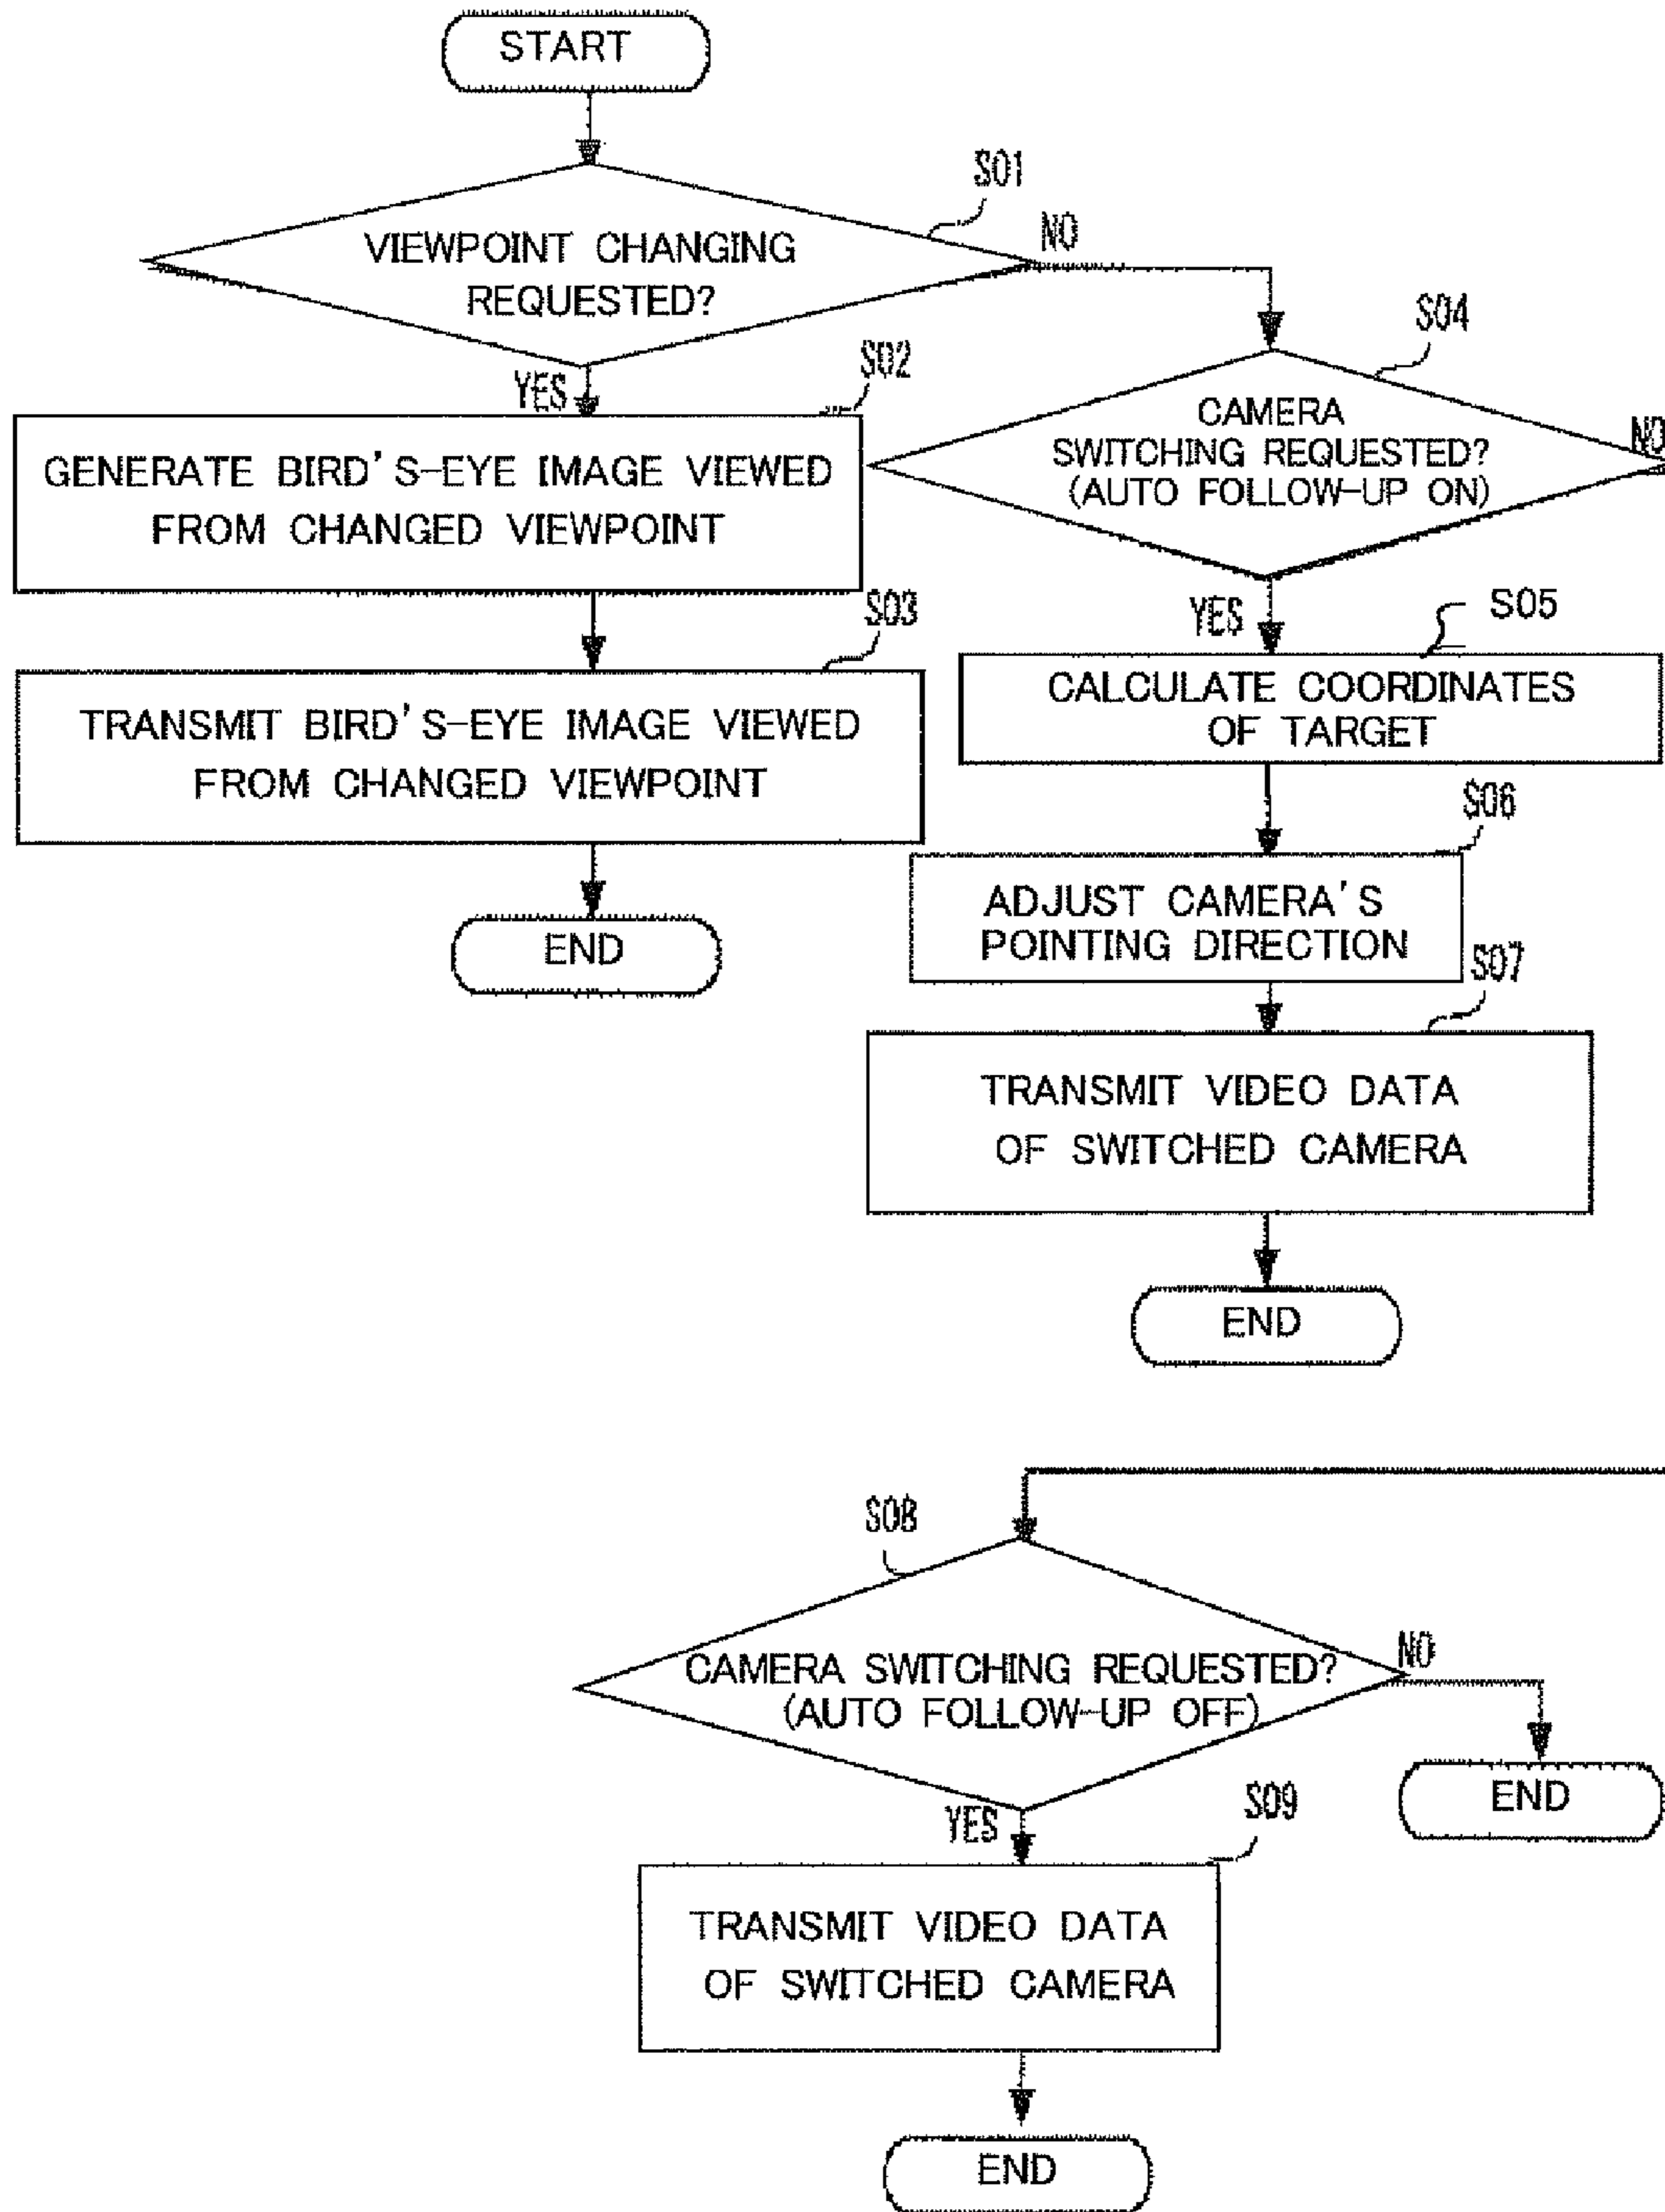 START
S01
VIEWPOINT CHANGING
REQUESTED?
NO
YES
S02
GENERATE BIRD'S-EYE IMAGE VIEWED
FROM CHANGED VIEWPOINT
S03
TRANSMIT BIRD'S-EYE IMAGE VIEWED
FROM CHANGED VIEWPOINT
END
S04
CAMERA
SWITCHING REQUESTED?
(AUTO FOLLOW-UP ON)
NO
YES
S05
CALCULATE COORDINATES
OF TARGET
S06
ADJUST CAMERA'S
POINTING DIRECTION
S07
TRANSMIT VIDEO DATA
OF SWITCHED CAMERA
END
S08
CAMERA SWITCHING REQUESTED?
(AUTO FOLLOW-UP OFF)
NO
END
YES
S09
TRANSMIT VIDEO DATA
OF SWITCHED CAMERA
END